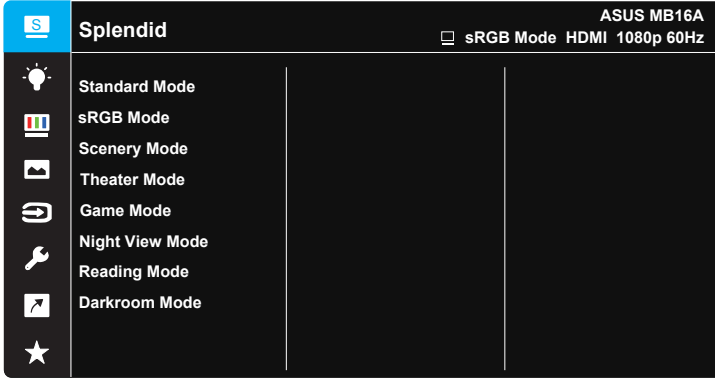 S
Splendid
ASUS MB16A
sRGB Mode HDMI 1080p 60Hz
Standard Mode
sRGB Mode
Scenery Mode
Theater Mode
Game Mode
Night View Mode
Reading Mode
Darkroom Mode